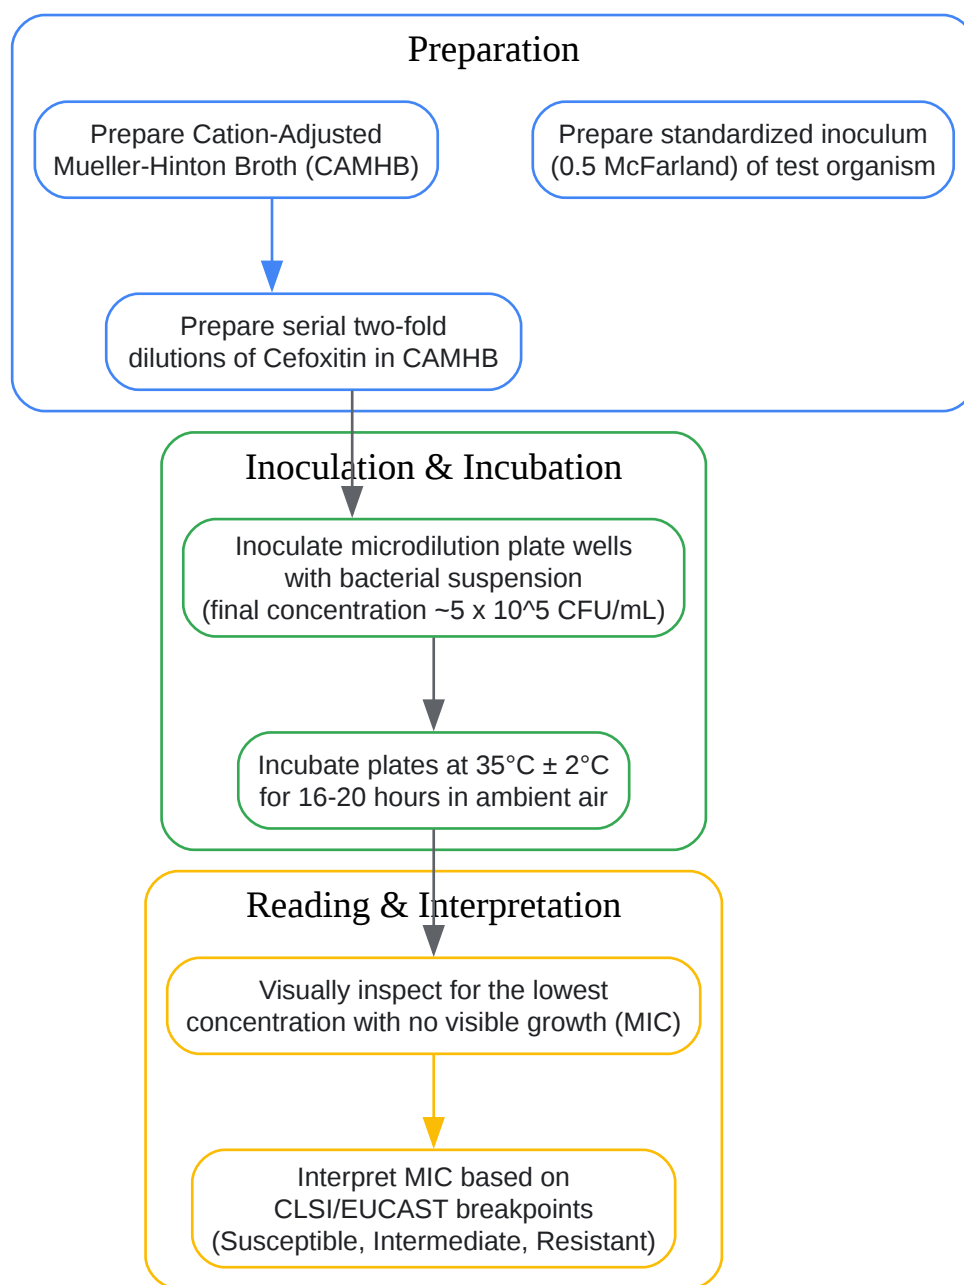 Preparation
Prepare Cation-Adjusted
Mueller-Hinton Broth (CAMHB)
Prepare standardized inoculum
(0.5 McFarland) of test organism
Prepare serial two-fold
dilutions of Cefoxitin in CAMHB
Inoculation & Incubation
Inoculate microdilution plate wells
with bacterial suspension
(final concentration ~5 x 10^5 CFU/mL)
Incubate plates at 35°C ± 2°C
for 16-20 hours in ambient air
Reading & Interpretation
Visually inspect for the lowest
concentration with no visible growth (MIC)
Interpret MIC based on
CLSI/EUCAST breakpoints
(Susceptible, Intermediate, Resistant)